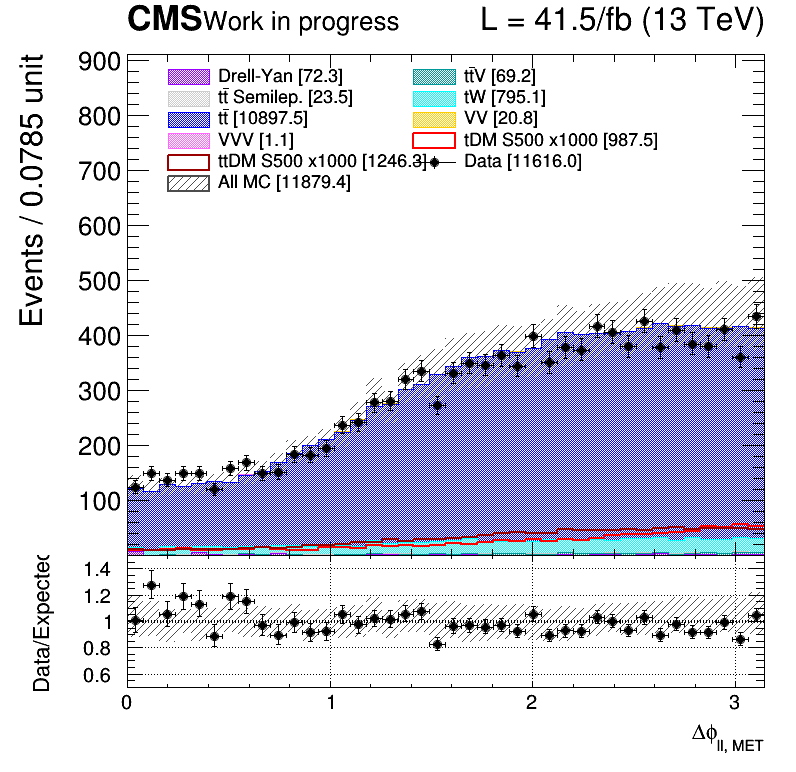 CMS Work in progress L = 41.5/fb (13 TeV)
Events / 0.0785 unit
900
800
700
600
500
400
300
200
100
Drell-Yan [72.3]
tt̄V [69.2]
tt̄ Semilep. [23.5]
tW [795.1]
tt̄ [10897.5]
VV [20.8]
VVV [1.1]
tDM S500 x1000 [987.5]
ttDM S500 x1000 [1246.3]
Data [11616.0]
All MC [11879.4]
Data/Expected
1.4
1.2
1
0.8
0.6
0 1 2 3
Δϕll, MET